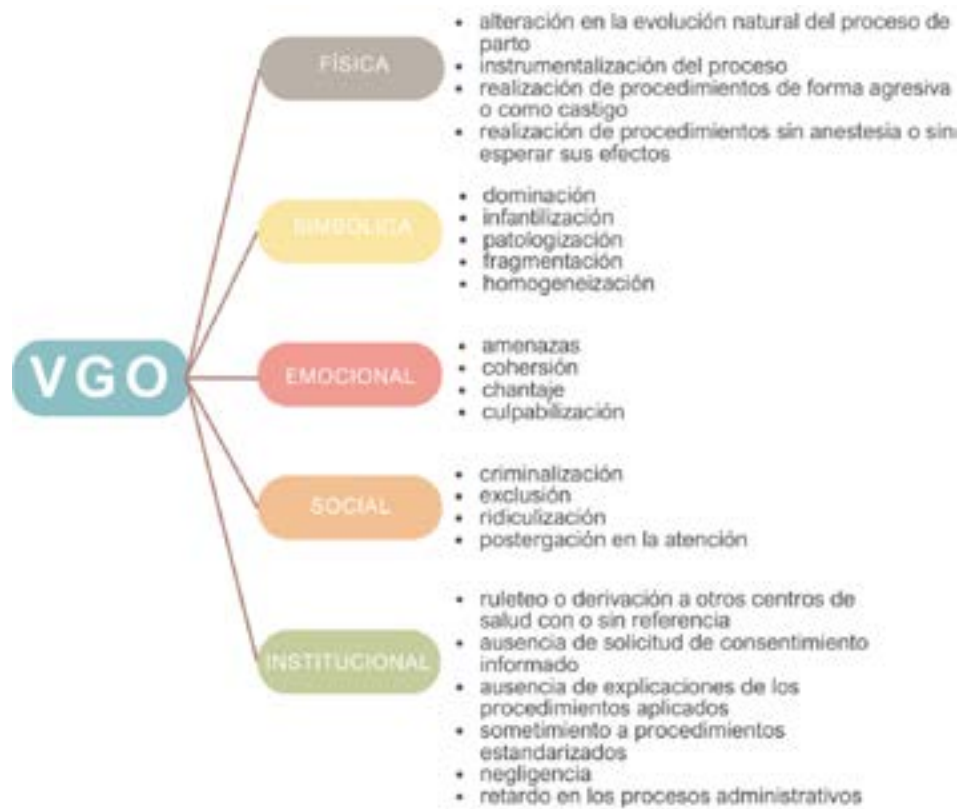 VGO
FÍSICA
• alteración en la evolución natural del proceso de
parto
• instrumentalización del proceso
• realización de procedimientos de forma agresiva
o como castigo
• realización de procedimientos sin anestesia o sin
esperar sus efectos
SIMBÓLICA
• dominación
• infantilización
• patologización
• fragmentación
• homogeneización
EMOCIONAL
• amenazas
• cohersión
• chantaje
• culpabilización
SOCIAL
• criminalización
• exclusión
• ridiculización
• postergación en la atención
INSTITUCIONAL
• ruleteo o derivación a otros centros de
salud con o sin referencia
• ausencia de solicitud de consentimiento
informado
• ausencia de explicaciones de los
procedimientos aplicados
• sometimiento a procedimientos
estandarizados
• negligencia
• retardo en los procesos administrativos